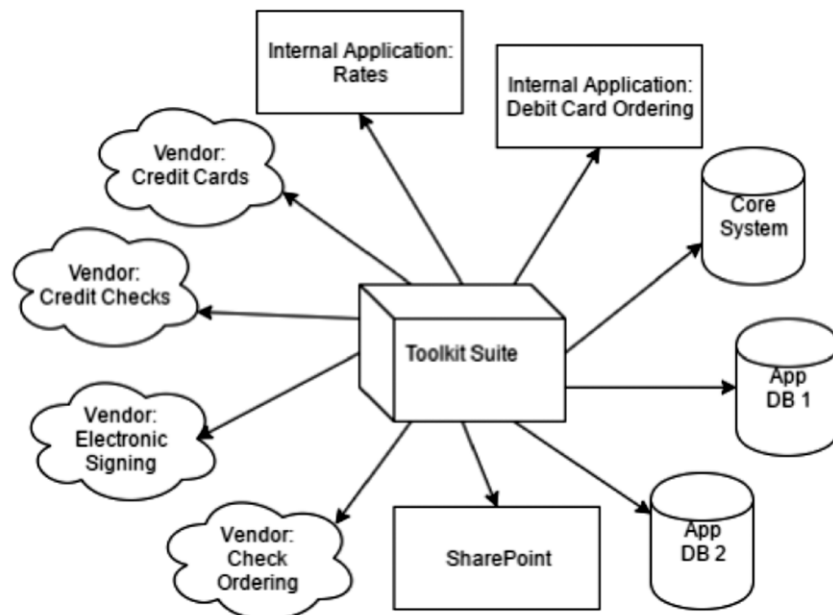 Internal Application:
Rates
Internal Application:
Debit Card Ordering
Vendor:
Credit Cards
Core
System
Vendor:
Credit Checks
Toolkit Suite
App
DB 1
Vendor:
Electronic
Signing
Vendor:
Check
Ordering
SharePoint
App
DB 2